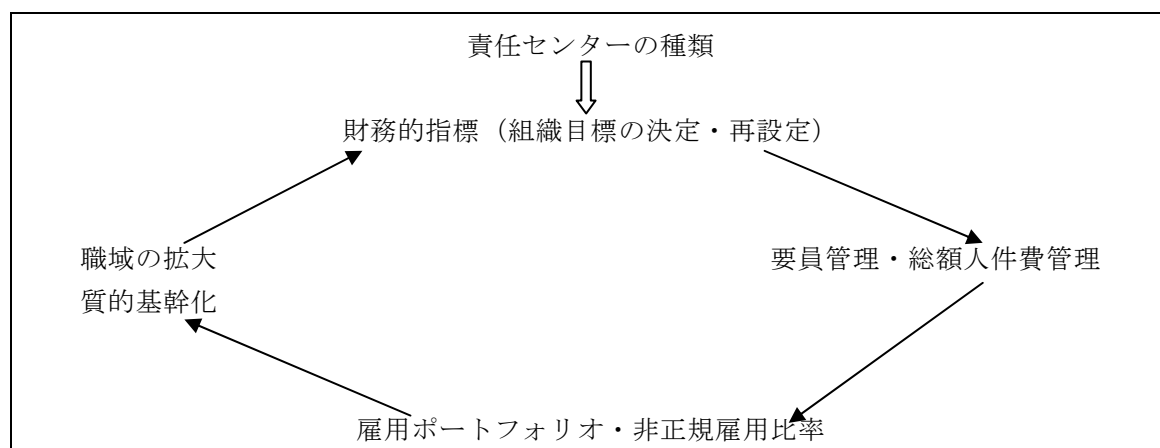 責任センターの種類
財務的指標（組織目標の決定・再設定）
職域の拡大
質的基幹化
要員管理・総額人件費管理
雇用ポートフォリオ・非正規雇用比率